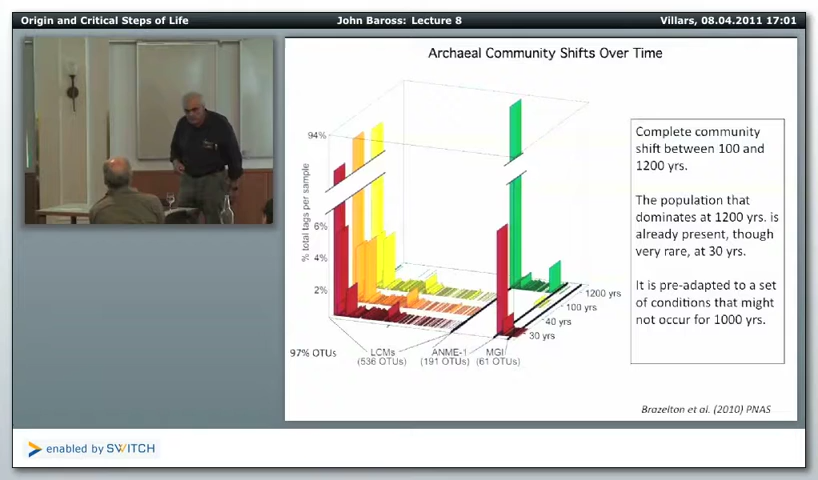 Origin and Critical Steps of Life
John Baross: Lecture 8
Villars, 08.04.2011 17:01
Archaeal Community Shifts Over Time
94%
6%
4%
2%
% total tags per sample
1200 yrs
100 yrs
40 yrs
30 yrs
97% OTUs
LCMs
(536 OTUs)
ANME-1
(191 OTUs)
MGI
(61 OTUs)
Complete community
shift between 100 and
1200 yrs.
The population that
dominates at 1200 yrs. is
already present, though
very rare, at 30 yrs.
It is pre-adapted to a set
of conditions that might
not occur for 1000 yrs.
Brazelton et al. (2010) PNAS
enabled by SWITCH